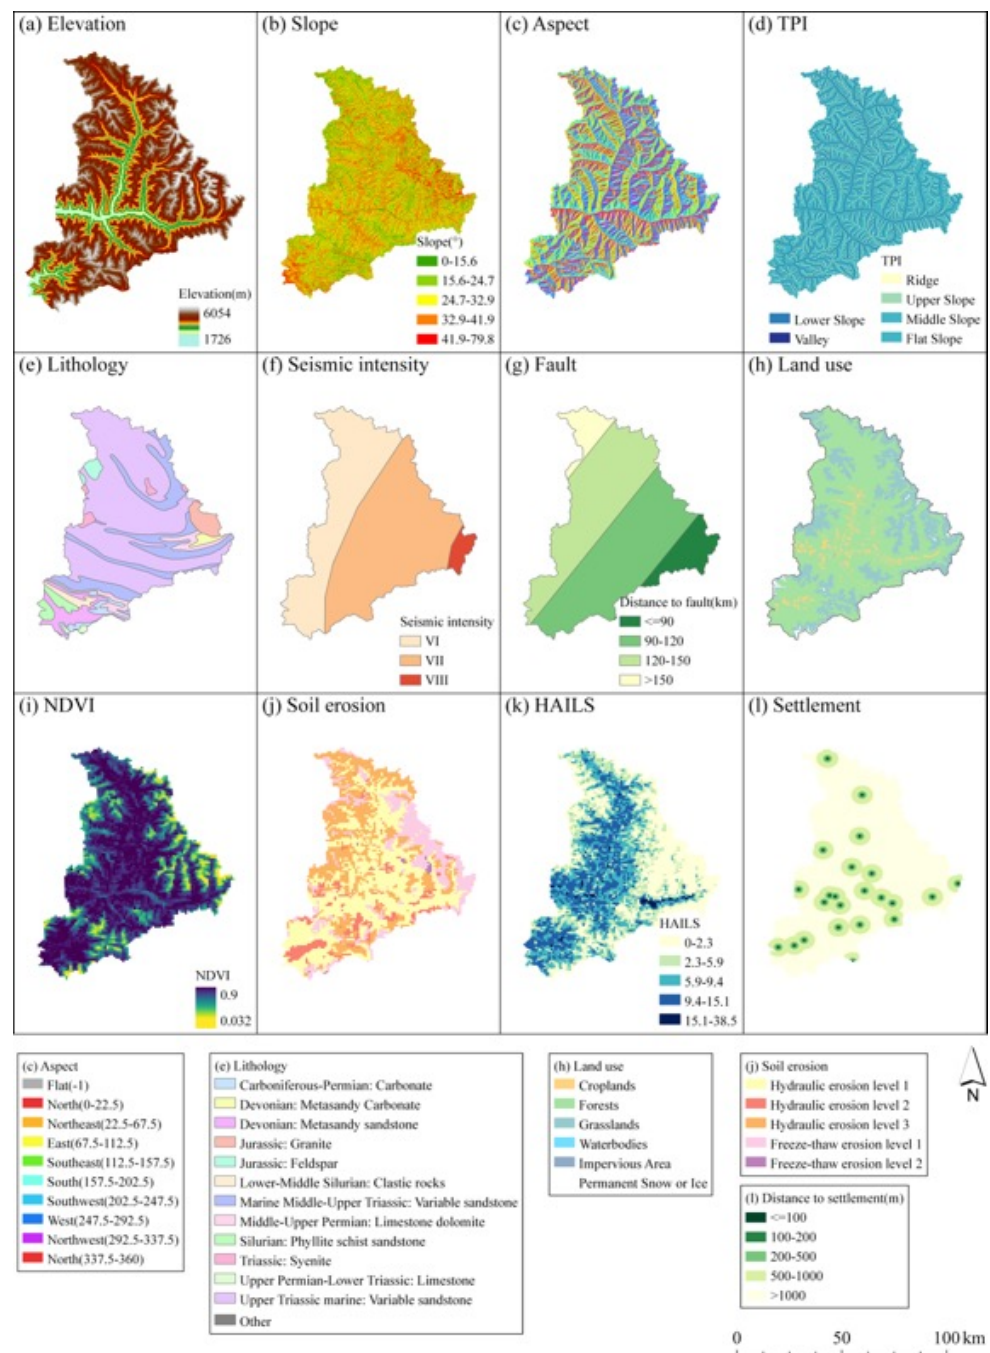 (a) Elevation
(b) Slope
(c) Aspect
(d) TPI
Elevation(m)
6054
1726
Slope(°)
0-15.6
15.6-24.7
24.7-32.9
32.9-41.9
41.9-79.8
TPI
Ridge
Upper Slope
Lower Slope
Middle Slope
Valley
Flat Slope
(e) Lithology
(f) Seismic intensity
(g) Fault
(h) Land use
Seismic intensity
VI
VII
VIII
Distance to fault(km)
<=90
90-120
120-150
>150
(i) NDVI
(j) Soil erosion
(k) HAILS
(l) Settlement
NDVI
0.9
0.032
HAILS
0-2.3
2.3-5.9
5.9-9.4
9.4-15.1
15.1-38.5
(c) Aspect
Flat(-1)
North(0-22.5)
Northeast(22.5-67.5)
East(67.5-112.5)
Southeast(112.5-157.5)
South(157.5-202.5)
Southwest(202.5-247.5)
West(247.5-292.5)
Northwest(292.5-337.5)
North(337.5-360)
(e) Lithology
Carboniferous-Permian: Carbonate
Devonian: Metasandy Carbonate
Devonian: Metasandy sandstone
Jurassic: Granite
Jurassic: Feldspar
Lower-Middle Silurian: Clastic rocks
Marine Middle-Upper Triassic: Variable sandstone
Middle-Upper Permian: Limestone dolomite
Silurian: Phyllite schist sandstone
Triassic: Syenite
Upper Permian-Lower Triassic: Limestone
Upper Triassic marine: Variable sandstone
Other
(h) Land use
Croplands
Forests
Grasslands
Waterbodies
Impervious Area
Permanent Snow or Ice
(j) Soil erosion
Hydraulic erosion level 1
Hydraulic erosion level 2
Hydraulic erosion level 3
Freeze-thaw erosion level 1
Freeze-thaw erosion level 2
(l) Distance to settlement(m)
<=100
100-200
200-500
500-1000
>1000
N
0 50 100 km